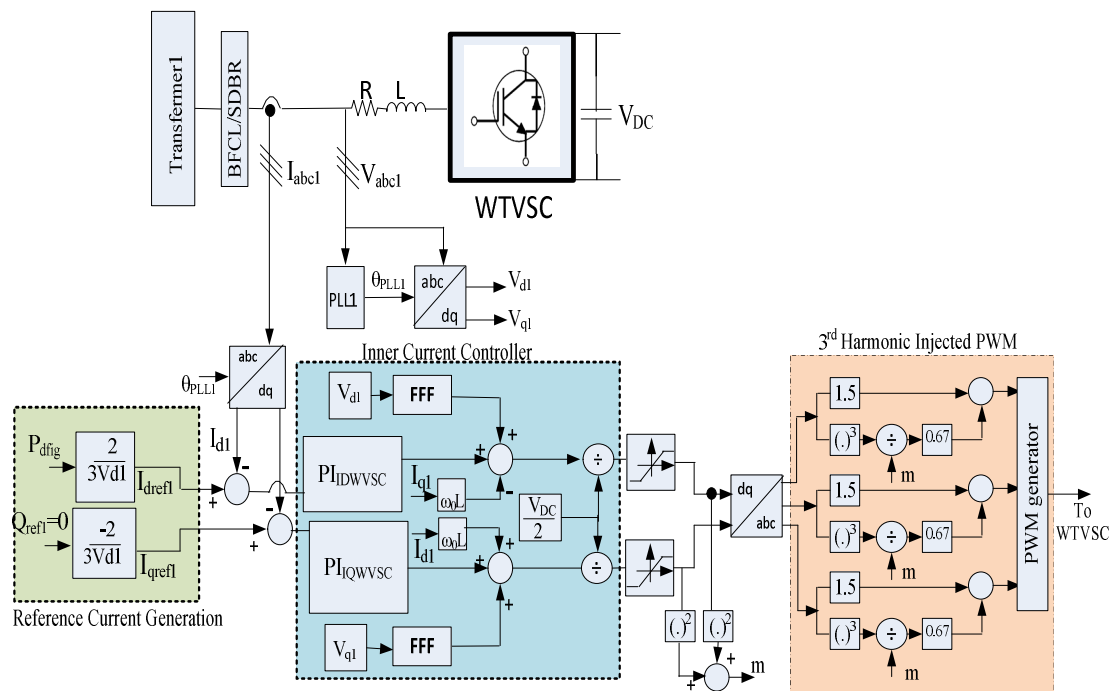 Transfermer1
BFCL/SDBR
R
L
V_DC
WTVSC
I_abc1
V_abc1
PLL1
θ_PLL1
abc
dq
V_d1
V_q1
Inner Current Controller
3rd Harmonic Injected PWM
abc
dq
θ_PLL1
P_dfig
2
3Vd1
I_dref1
Q_ref1=0
-2
3Vd1
I_qref1
Reference Current Generation
I_d1
-
+
-
+
V_d1
FFF
PI_IDWVSC
I_q1
ω₀L
+
+
-
÷
V_DC
2
PI_IQWVSC
I_d1
ω₀L
+
+
+
÷
V_q1
FFF
(.)²
(.)²
+
+
m
dq
abc
1.5
(.)³
÷
0.67
m
1.5
(.)³
÷
0.67
m
1.5
(.)³
÷
0.67
m
PWM generator
To
WTVSC